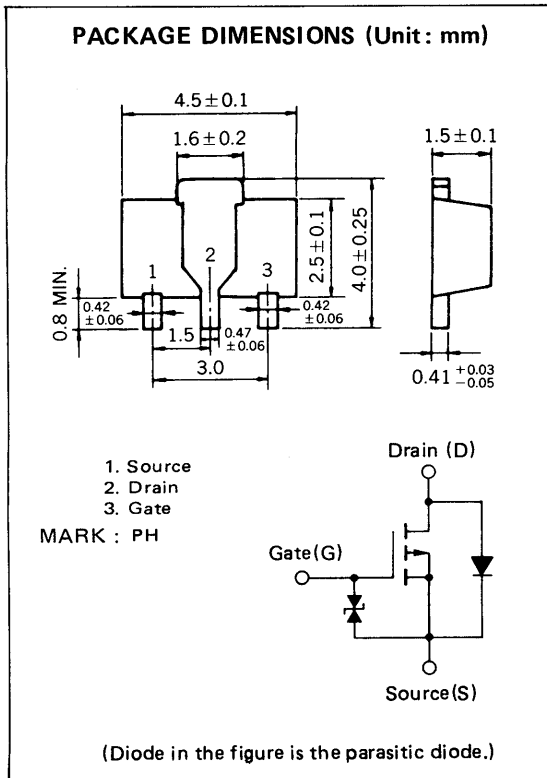 PACKAGE DIMENSIONS (Unit: mm)
4.5±0.1
1.6±0.2
1.5±0.1
2
1
3
2.5±0.1
4.0±0.25
0.8 MIN.
0.42
±0.06
0.42
±0.06
1.5
0.47
±0.06
3.0
0.41 +0.03
−0.05
1. Source
2. Drain
3. Gate
MARK : PH
Drain (D)
Gate(G)
Source(S)
(Diode in the figure is the parasitic diode.)